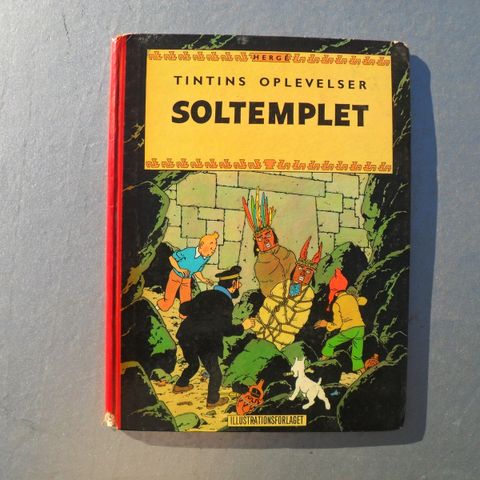 HERGÉ
TINTINS OPLEVELSER
SOLTEMPLET
ILLUSTRATIONSFORLAGET